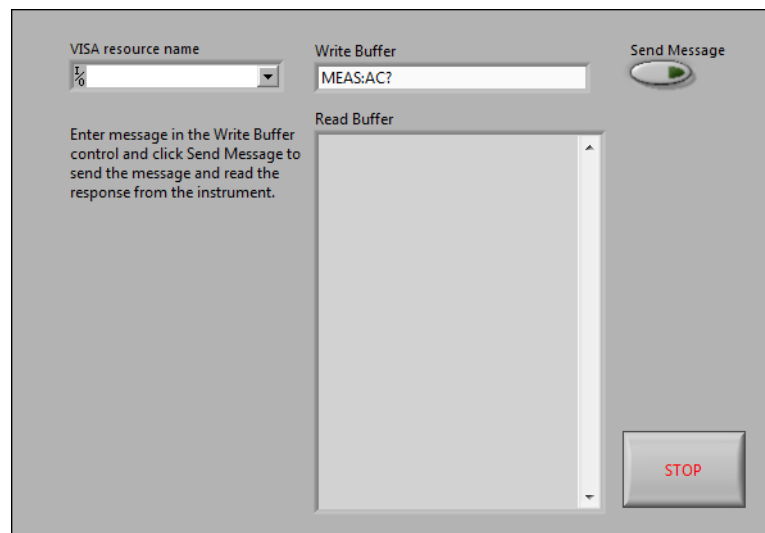 VISA resource name
Write Buffer
Send Message
I/O
MEAS:AC?
Enter message in the Write Buffer
control and click Send Message to
send the message and read the
response from the instrument.
Read Buffer
STOP